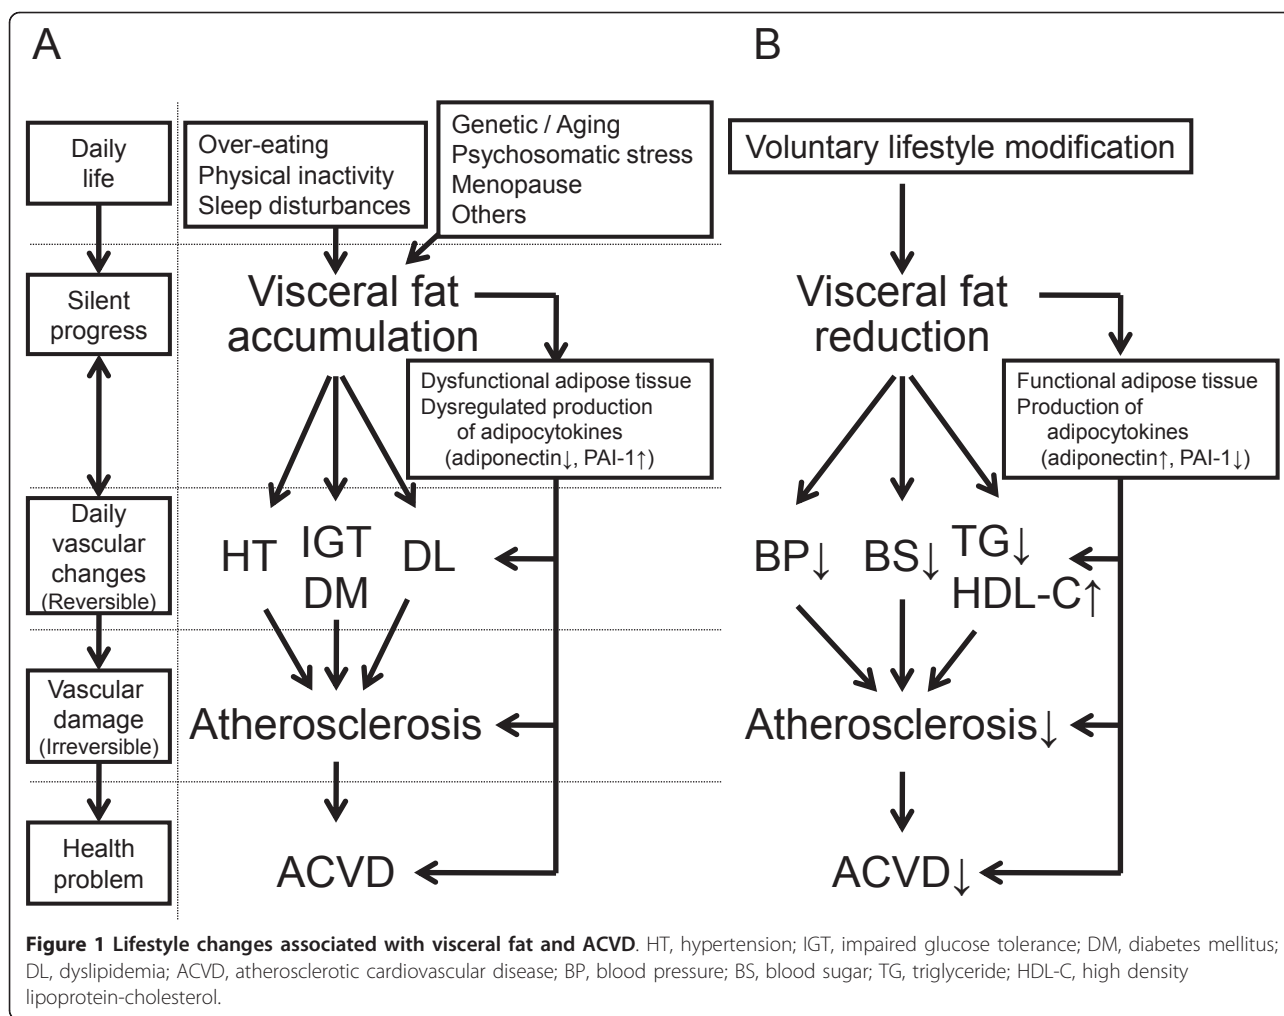 A
B
Daily
life
Over-eating
Physical inactivity
Sleep disturbances
Genetic / Aging
Psychosomatic stress
Menopause
Others
Voluntary lifestyle modification
Silent
progress
Visceral fat
accumulation
Visceral fat
reduction
Dysfunctional adipose tissue
Dysregulated production
of adipocytokines
(adiponectin↓, PAI-1↑)
Functional adipose tissue
Production of
adipocytokines
(adiponectin↑, PAI-1↓)
Daily
vascular
changes
(Reversible)
HT
IGT
DM
DL
BP↓
BS↓
TG↓
HDL-C↑
Vascular
damage
(Irreversible)
Atherosclerosis
Atherosclerosis↓
Health
problem
ACVD
ACVD↓
Figure 1 Lifestyle changes associated with visceral fat and ACVD. HT, hypertension; IGT, impaired glucose tolerance; DM, diabetes mellitus;
DL, dyslipidemia; ACVD, atherosclerotic cardiovascular disease; BP, blood pressure; BS, blood sugar; TG, triglyceride; HDL-C, high density
lipoprotein-cholesterol.